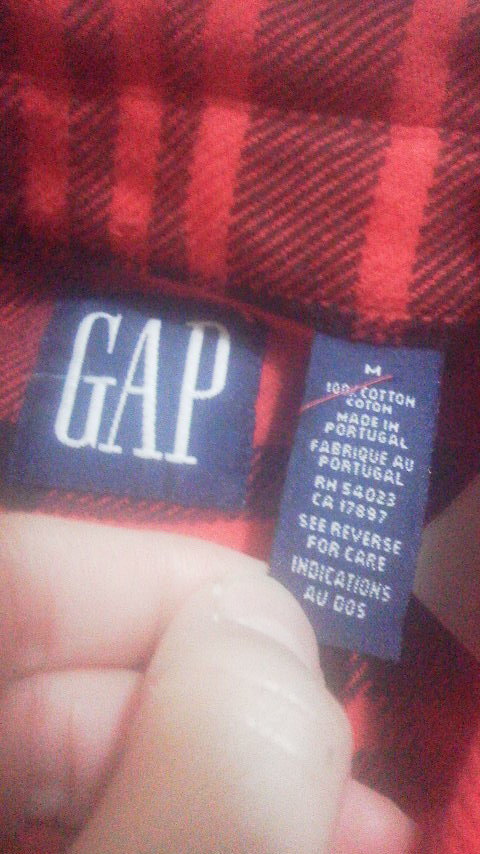 GAP
M
100% COTTON
COTON
MADE IN
PORTUGAL
FABRIQUE AU
PORTUGAL
RN 54023
CA 17897
SEE REVERSE
FOR CARE
INDICATIONS
AU DOS